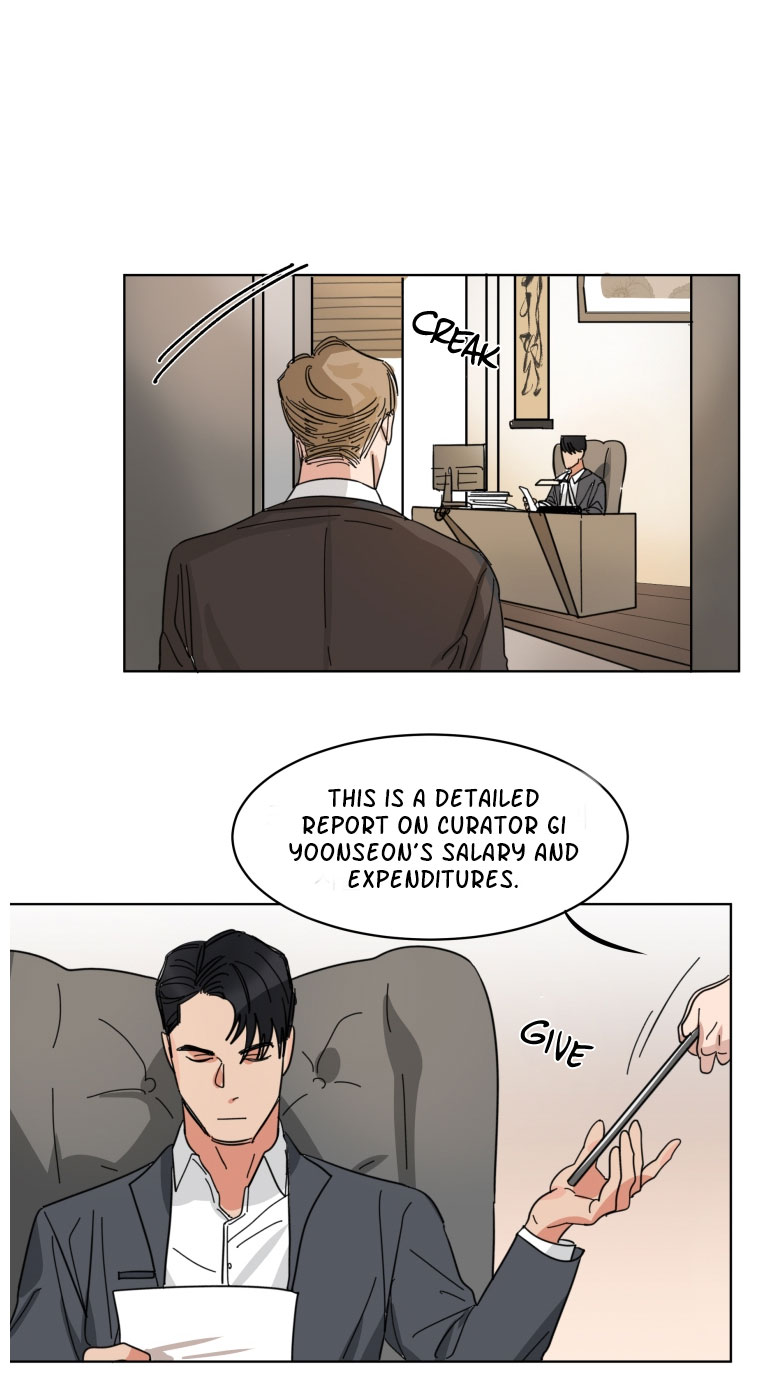 CREAK
THIS IS A DETAILED
REPORT ON CURATOR GI
YOONSEON'S SALARY AND
EXPENDITURES.
GIVE